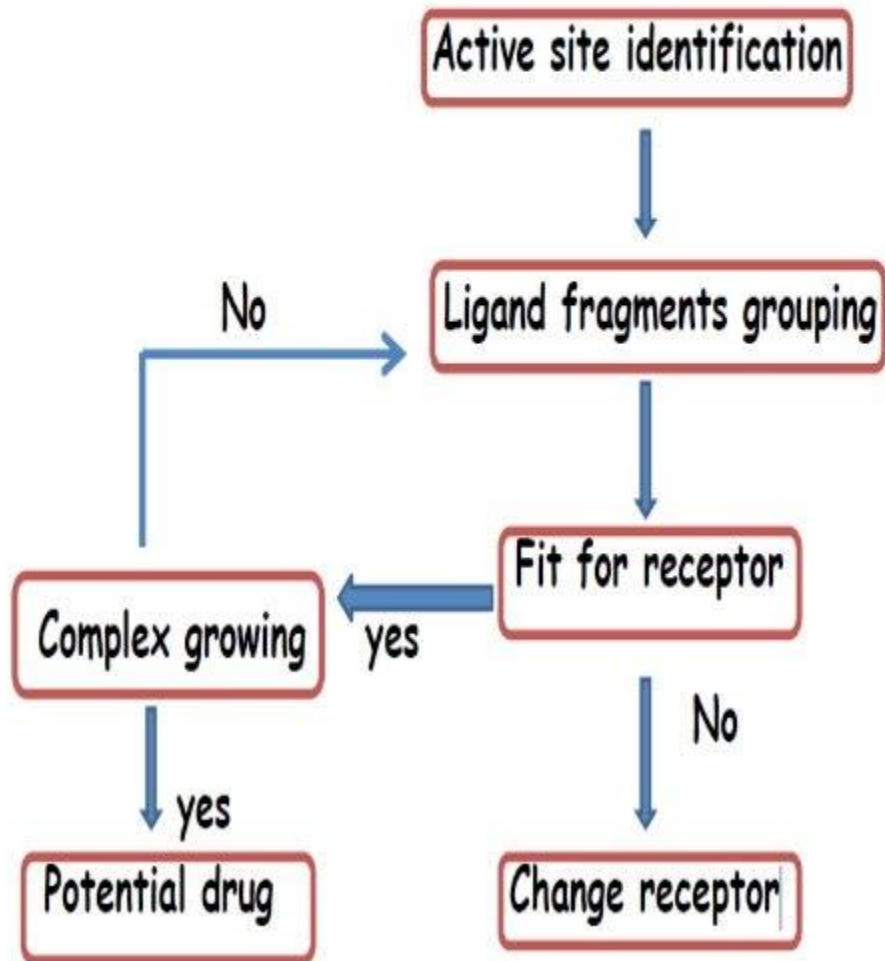 Active site identification
No
Ligand fragments grouping
Fit for receptor
Complex growing
yes
No
yes
Potential drug
Change receptor